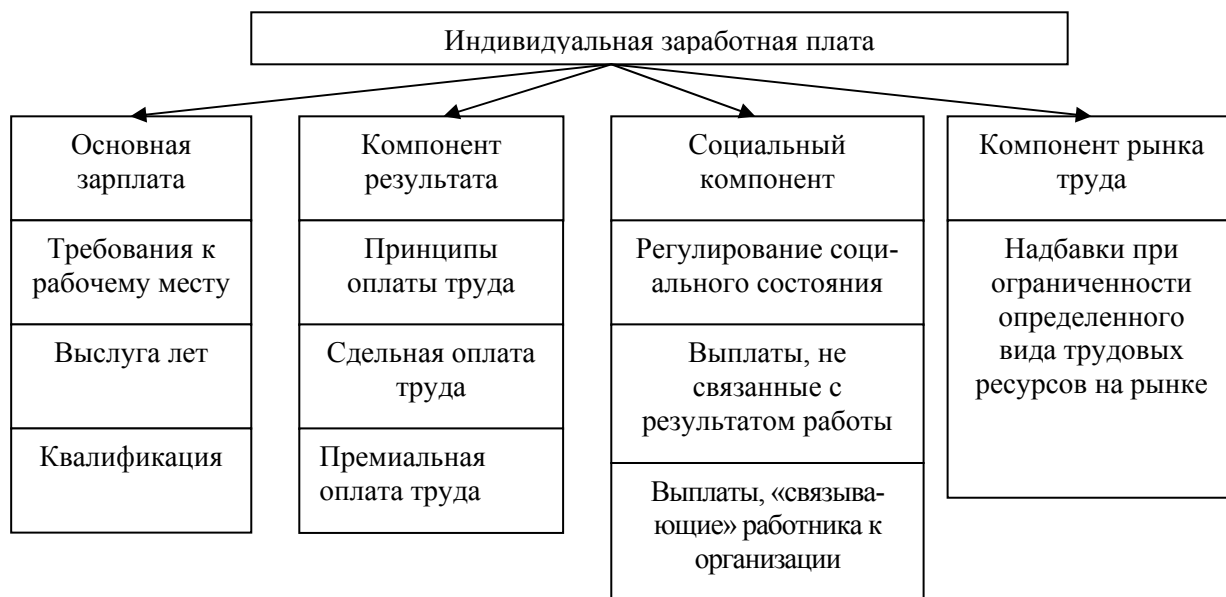 Индивидуальная заработная плата
Основная
зарплата
Требования к
рабочему месту
Выслуга лет
Квалификация
Компонент
результата
Принципы
оплаты труда
Сдельная оплата
труда
Премиальная
оплата труда
Социальный
компонент
Регулирование соци-
ального состояния
Выплаты, не
связанные с
результатом работы
Выплаты, «связыва-
ющие» работника к
организации
Компонент рынка
труда
Надбавки при
ограниченности
определенного
вида трудовых
ресурсов на рынке